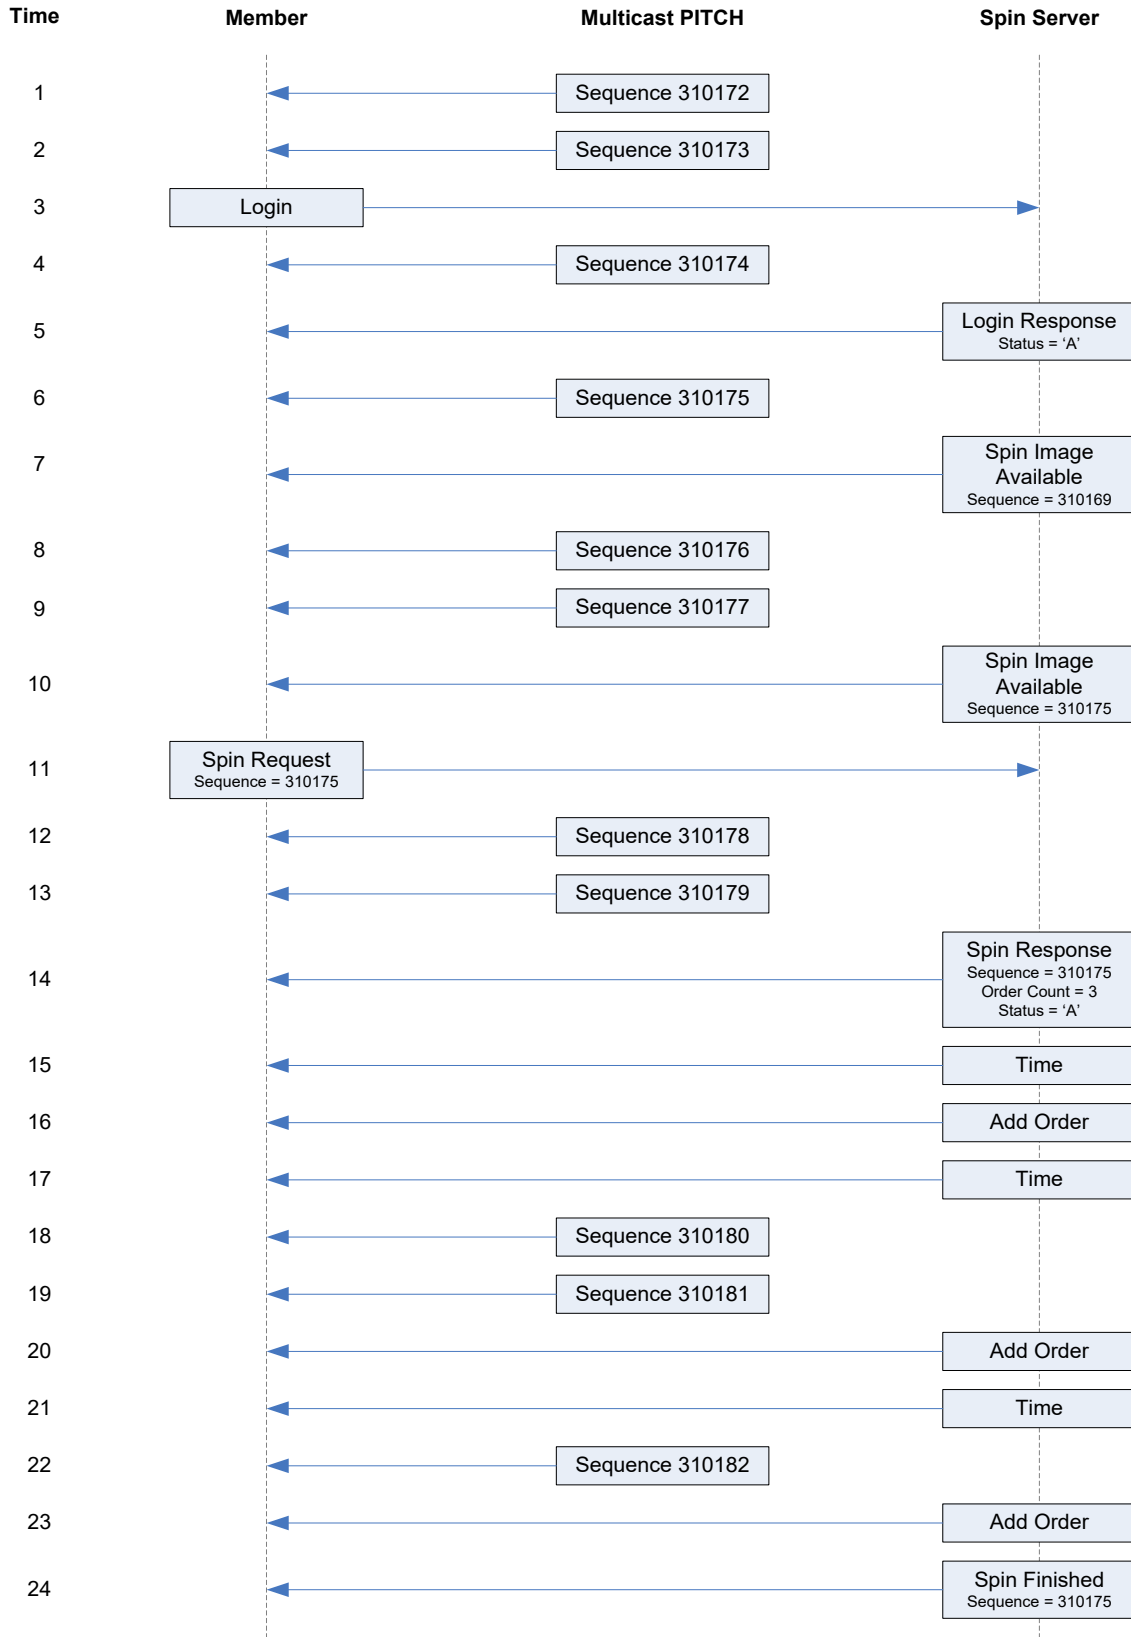 Time Member Multicast PITCH Spin Server
1 Sequence 310172
2 Sequence 310173
3 Login
4 Sequence 310174
5 Login Response
Status = ‘A’
6 Sequence 310175
7 Spin Image
Available
Sequence = 310169
8 Sequence 310176
9 Sequence 310177
10 Spin Image
Available
Sequence = 310175
11 Spin Request
Sequence = 310175
12 Sequence 310178
13 Sequence 310179
14 Spin Response
Sequence = 310175
Order Count = 3
Status = ‘A’
15 Time
16 Add Order
17 Time
18 Sequence 310180
19 Sequence 310181
20 Add Order
21 Time
22 Sequence 310182
23 Add Order
24 Spin Finished
Sequence = 310175